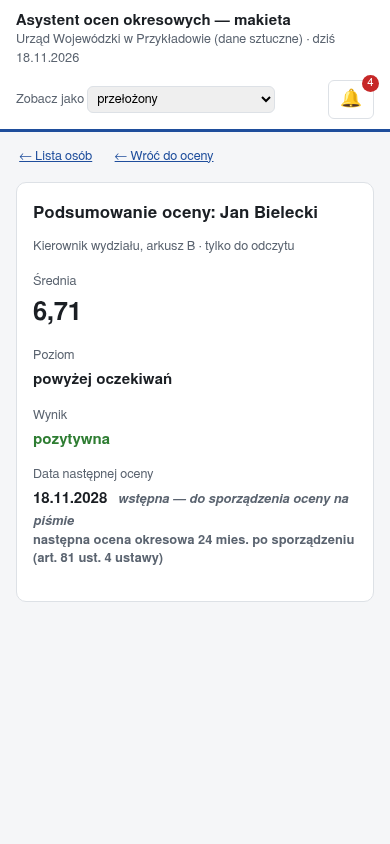 Asystent ocen okresowych — makieta
Urząd Wojewódzki w Przykładowie (dane sztuczne) · dziś
18.11.2026
Zobacz jako przełożony
4
← Lista osób ← Wróć do oceny
Podsumowanie oceny: Jan Bielecki
Kierownik wydziału, arkusz B · tylko do odczytu
Średnia
6,71
Poziom
powyżej oczekiwań
Wynik
pozytywna
Data następnej oceny
18.11.2028 wstępna — do sporządzenia oceny na
piśmie
następna ocena okresowa 24 mies. po sporządzeniu
(art. 81 ust. 4 ustawy)